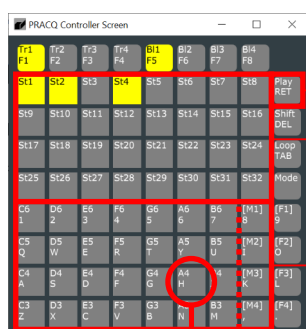 PRACQ Controller Screen
Tr1 Tr2 Tr3 Tr4 Bl1 Bl2 Bl3 Bl4
F1 F2 F3 F4 F5 F6 F7 F8
St1 St2 St3 St4 St5 St6 St7 St8 Play
RET
St9 St10 St11 St12 St13 St14 St15 St16 Shift
DEL
St17 St18 St19 St20 St21 St22 St23 St24 Loop
TAB
St25 St26 St27 St28 St29 St30 St31 St32 Mode
C6 D6 E6 F6 G6 A6 B6 [M1] [F1]
1 2 3 4 5 6 7 8 9
C5 D5 E5 F5 G5 A5 B5 [M2] [F2]
Q W E R T Y U I O
C4 D4 E4 F4 G4 A4 [M3] [F3]
A S D F G H K L
C3 D3 E3 F3 G3 B3 [M4] [F4]
Z X C V B N M